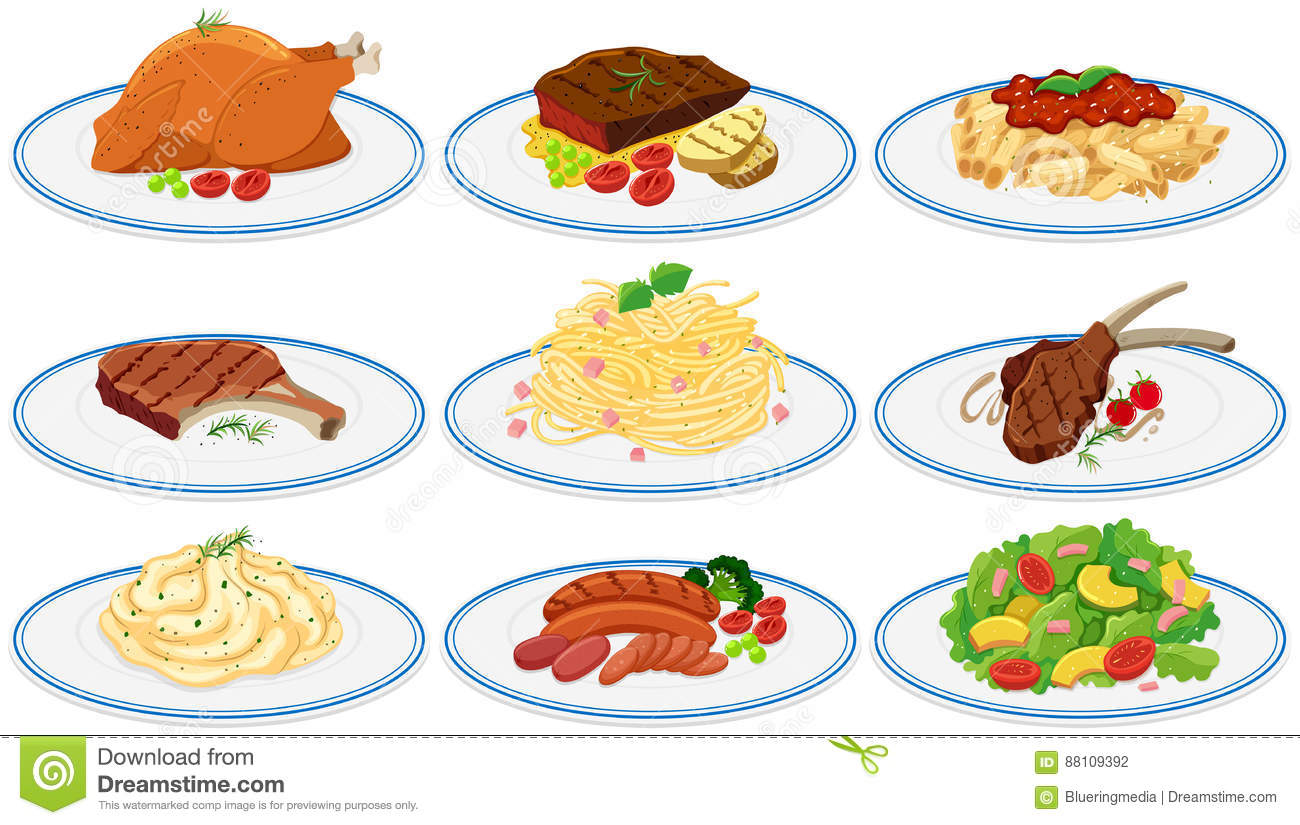 Download from
Dreamstime.com
This watermarked comp image is for previewing purposes only.
ID 88109392
© Blueringmedia | Dreamstime.com